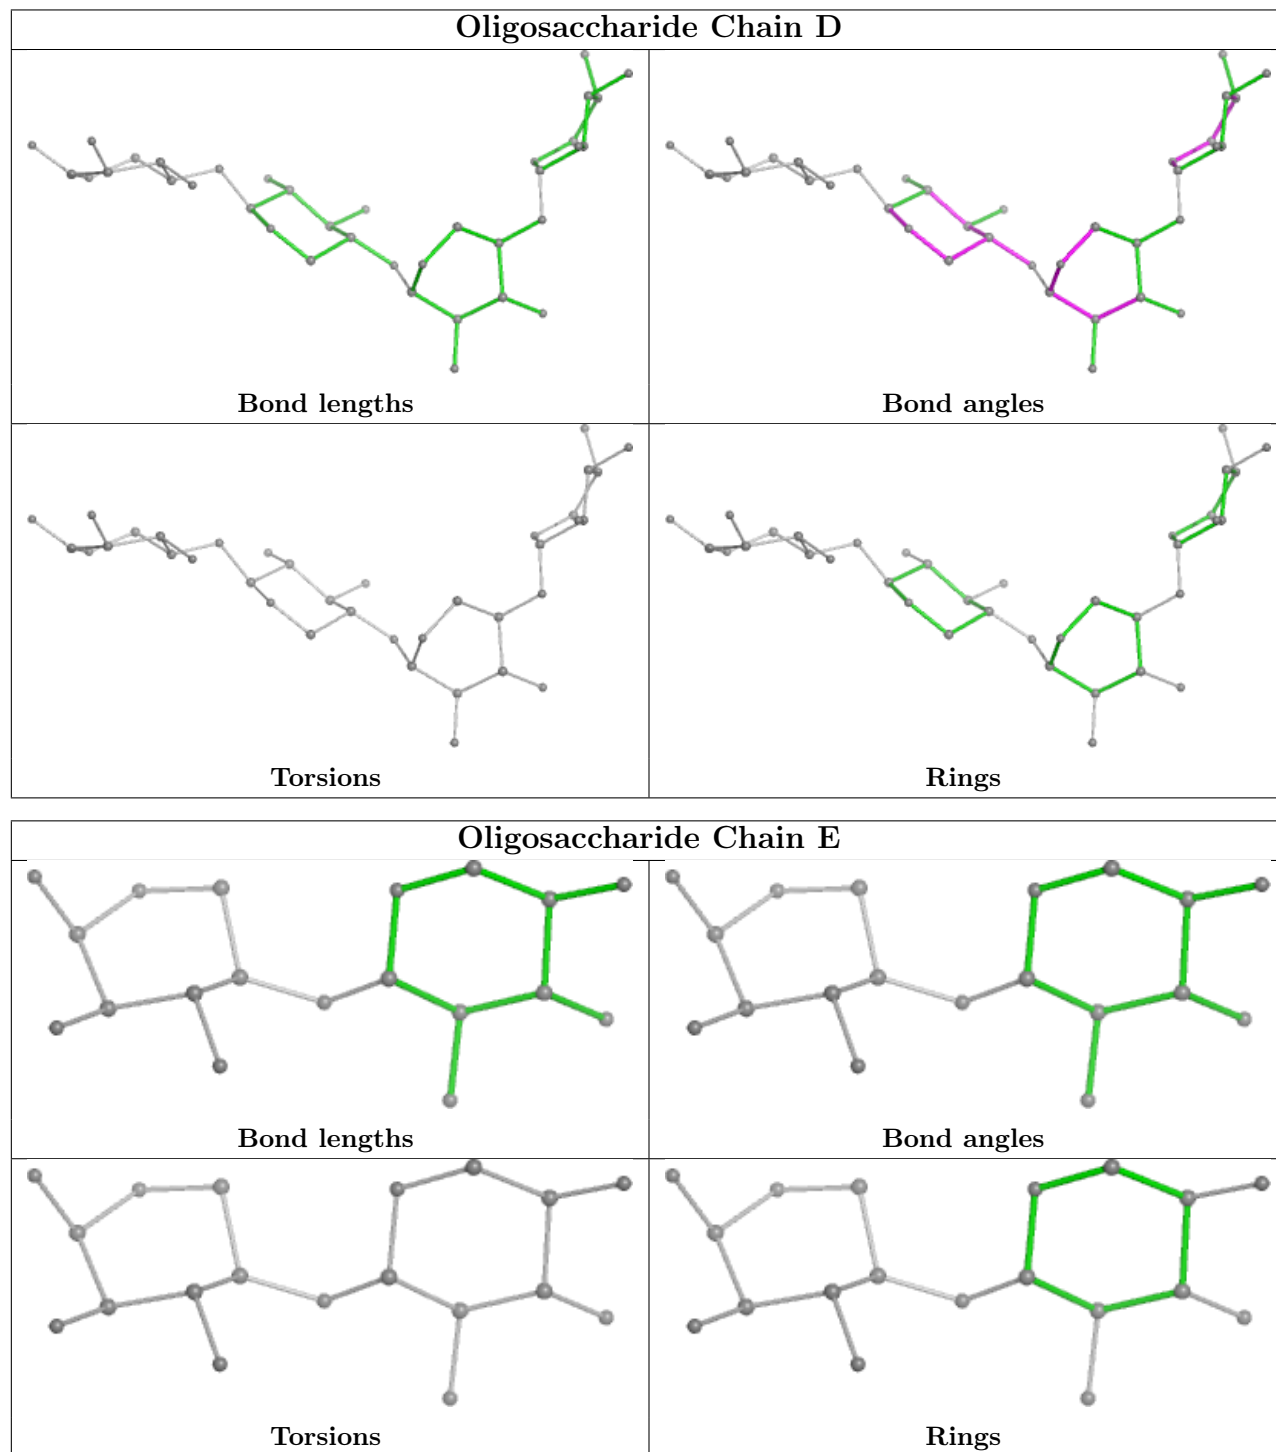 Oligosaccharide Chain D
Bond lengths
Bond angles
Torsions
Rings
Oligosaccharide Chain E
Bond lengths
Bond angles
Torsions
Rings